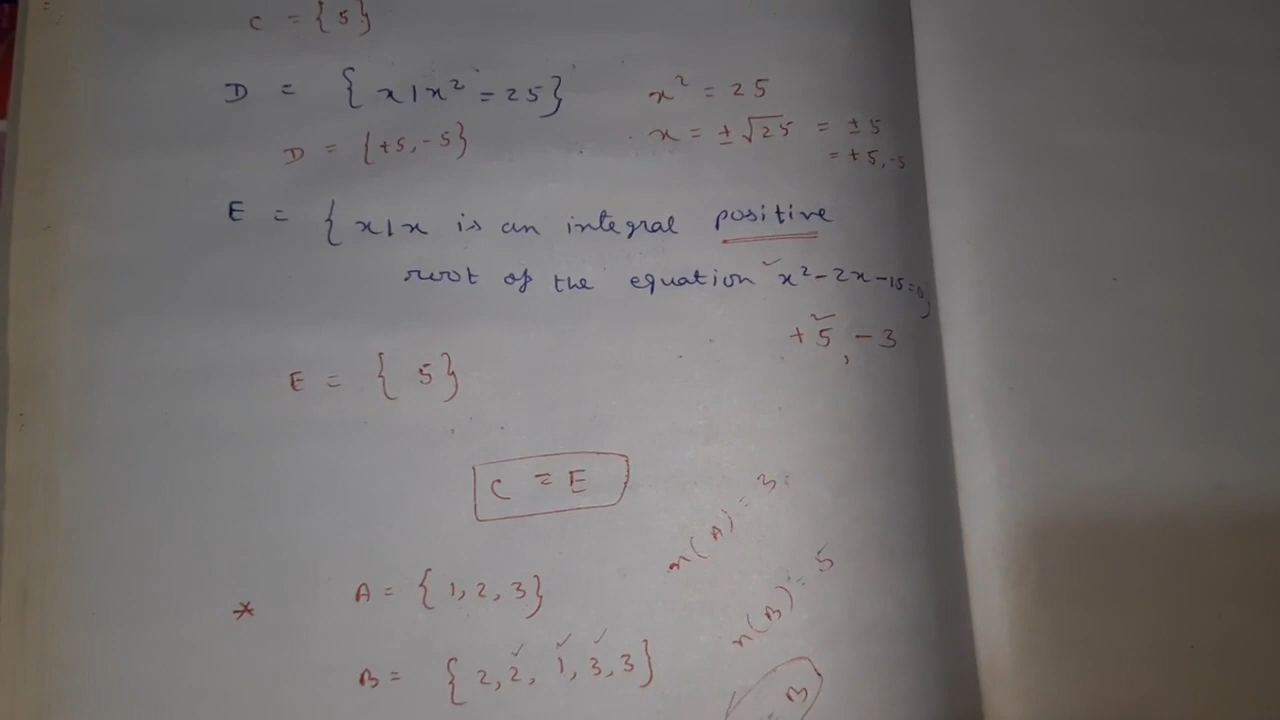 C = {5}
D = {x|x² = 25}
x² = 25
D = {+5, -5}
x = ±√25 = ±5
= +5, -5
E = {x|x is an integral positive
root of the equation x²-2x-15=0}
+5, -3
E = {5}
C = E
n(A) = 3
* A = {1, 2, 3}
n(B) = 5
B = {2, 2, 1, 3, 3}
= B